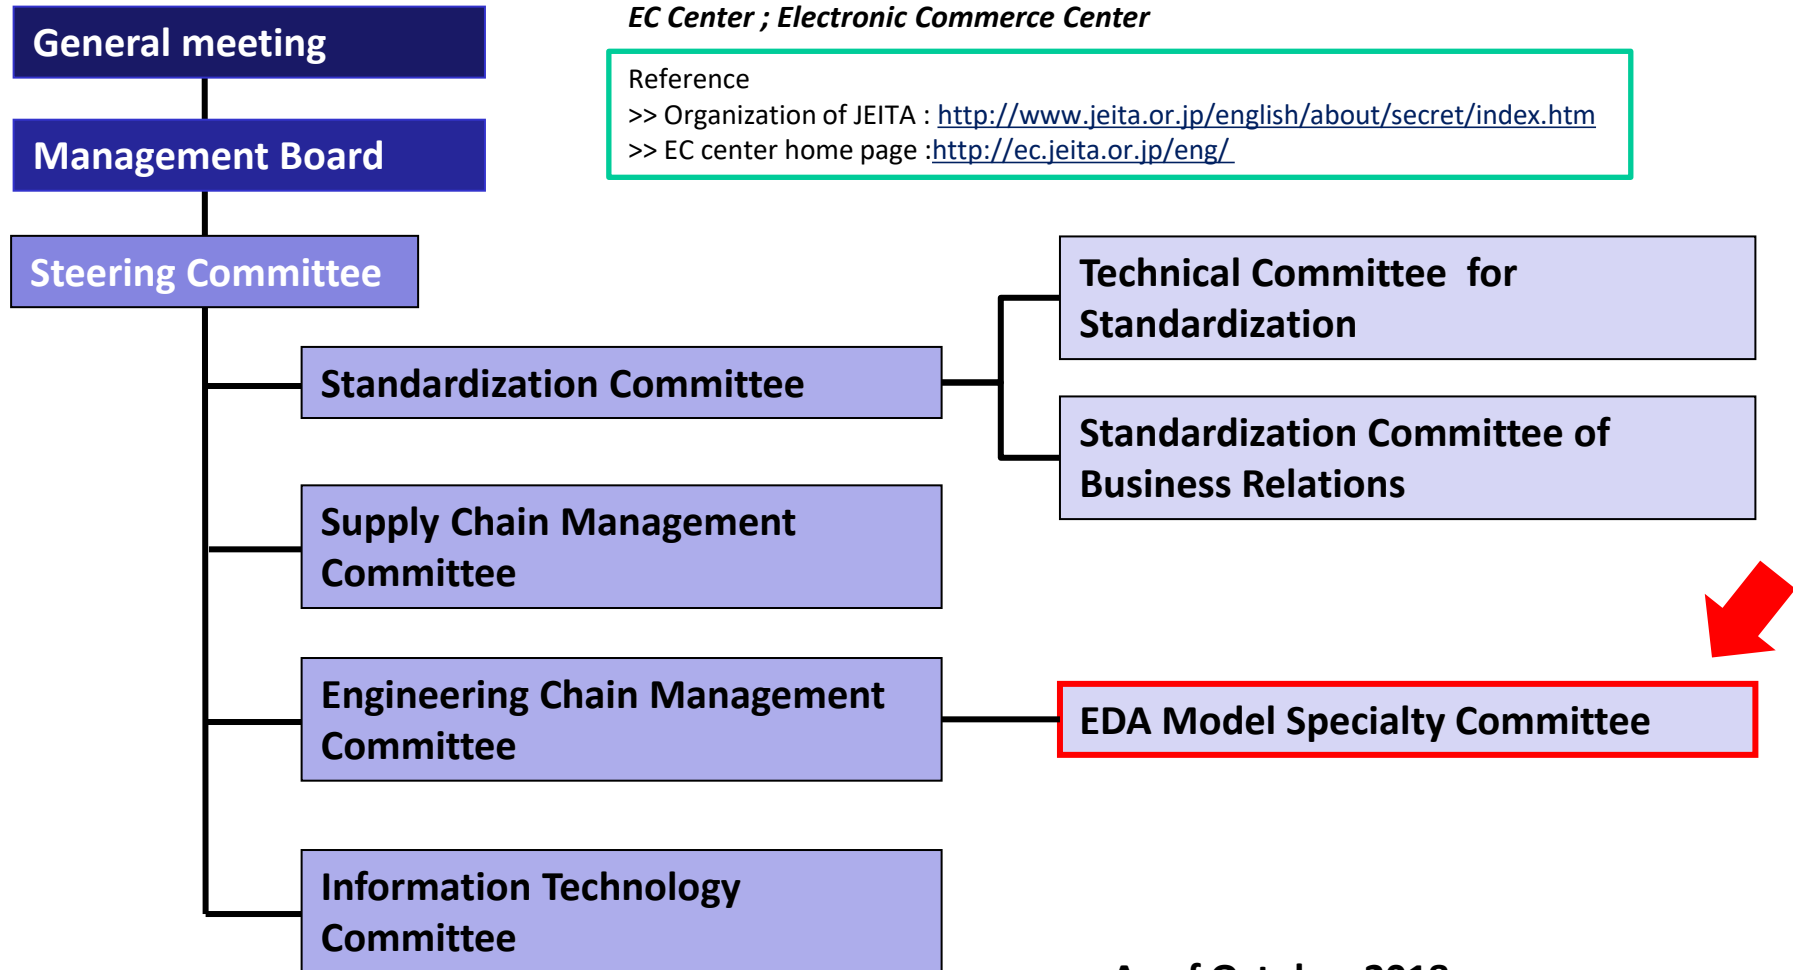 General meeting
EC Center ; Electronic Commerce Center
Reference
>> Organization of JEITA : http://www.jeita.or.jp/english/about/secret/index.htm
>> EC center home page :http://ec.jeita.or.jp/eng/
Management Board
Steering Committee
Technical Committee for
Standardization
Standardization Committee
Standardization Committee of
Business Relations
Supply Chain Management
Committee
Engineering Chain Management
Committee
EDA Model Specialty Committee
Information Technology
Committee